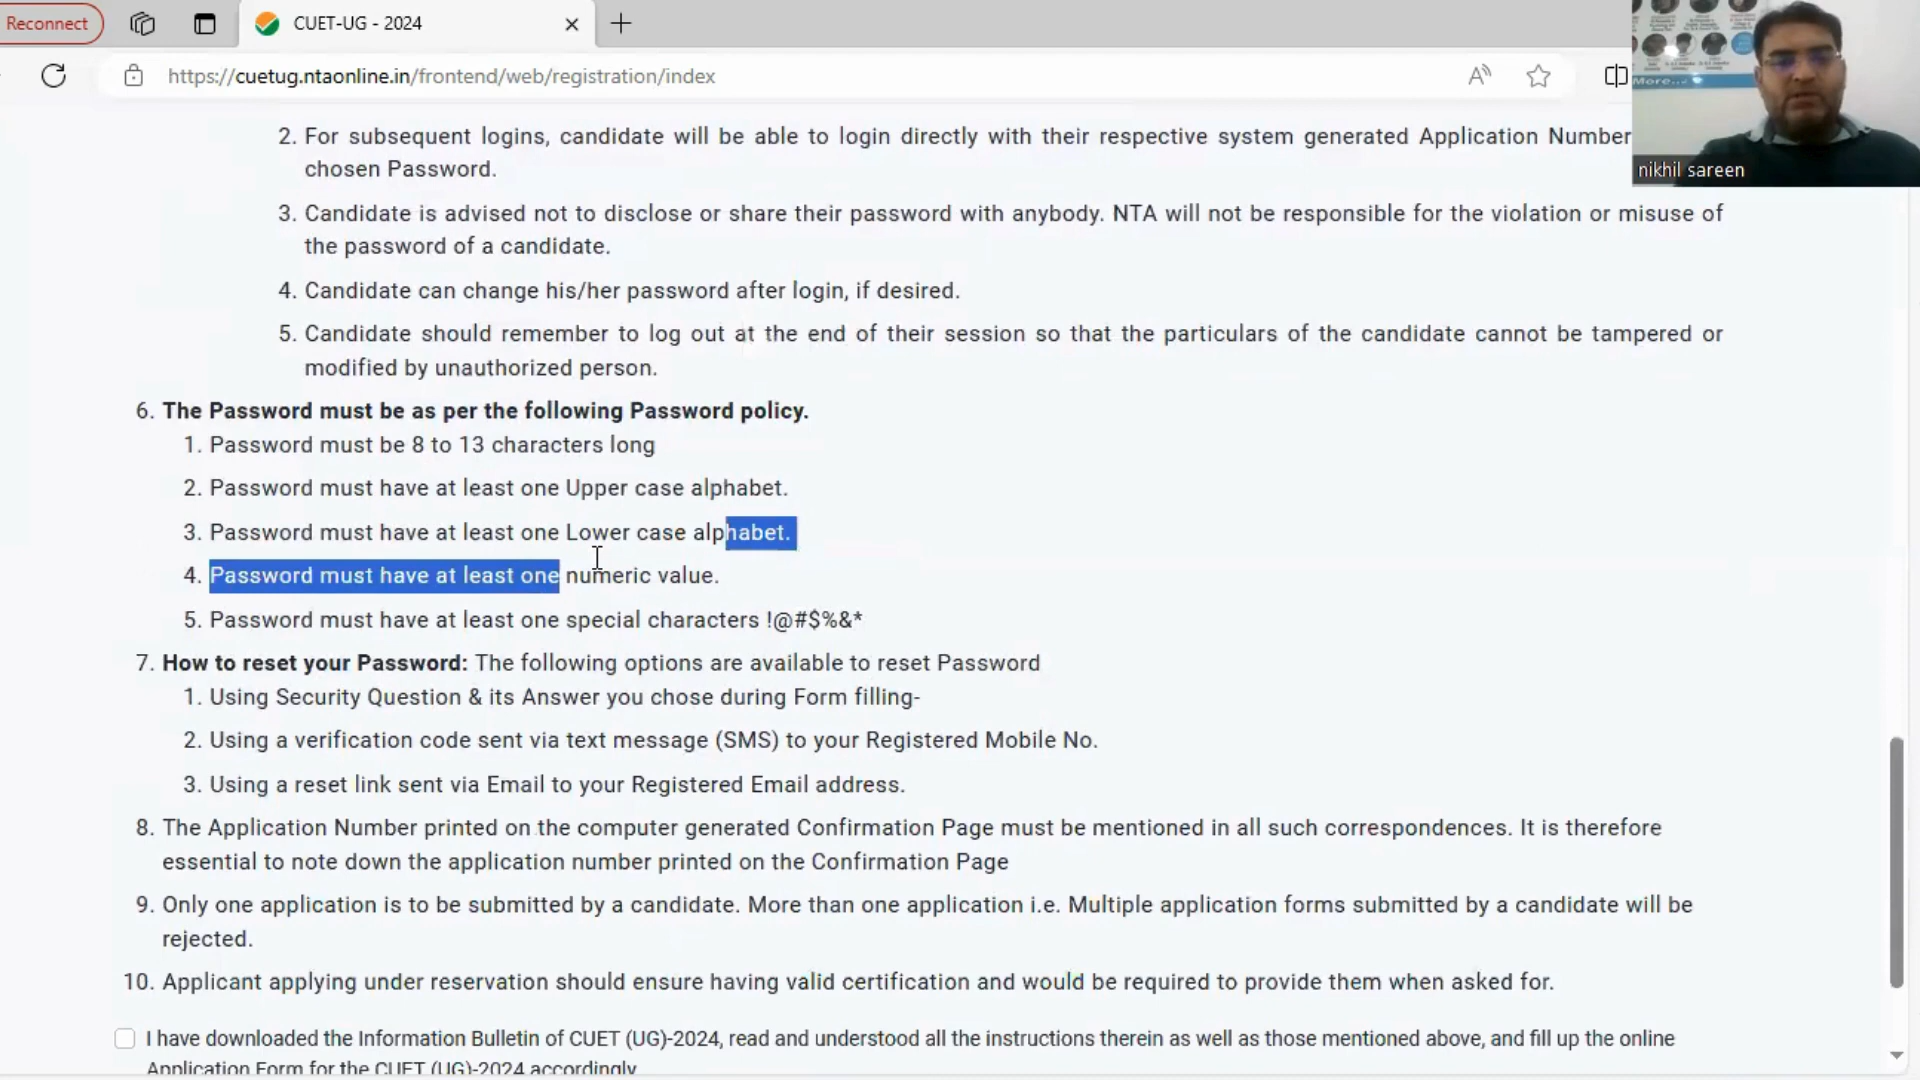 Reconnect
CUET-UG - 2024
https://cuetug.ntaonline.in/frontend/web/registration/index
More...
nikhil sareen
2. For subsequent logins, candidate will be able to login directly with their respective system generated Application Number
chosen Password.
3. Candidate is advised not to disclose or share their password with anybody. NTA will not be responsible for the violation or misuse of
the password of a candidate.
4. Candidate can change his/her password after login, if desired.
5. Candidate should remember to log out at the end of their session so that the particulars of the candidate cannot be tampered or
modified by unauthorized person.
6. The Password must be as per the following Password policy.
1. Password must be 8 to 13 characters long
2. Password must have at least one Upper case alphabet.
3. Password must have at least one Lower case alphabet.
4. Password must have at least one numeric value.
5. Password must have at least one special characters !@#$%&*
7. How to reset your Password: The following options are available to reset Password
1. Using Security Question & its Answer you chose during Form filling-
2. Using a verification code sent via text message (SMS) to your Registered Mobile No.
3. Using a reset link sent via Email to your Registered Email address.
8. The Application Number printed on the computer generated Confirmation Page must be mentioned in all such correspondences. It is therefore
essential to note down the application number printed on the Confirmation Page
9. Only one application is to be submitted by a candidate. More than one application i.e. Multiple application forms submitted by a candidate will be
rejected.
10. Applicant applying under reservation should ensure having valid certification and would be required to provide them when asked for.
I have downloaded the Information Bulletin of CUET (UG)-2024, read and understood all the instructions therein as well as those mentioned above, and fill up the online
Application Form for the CUET (UG)-2024 accordingly